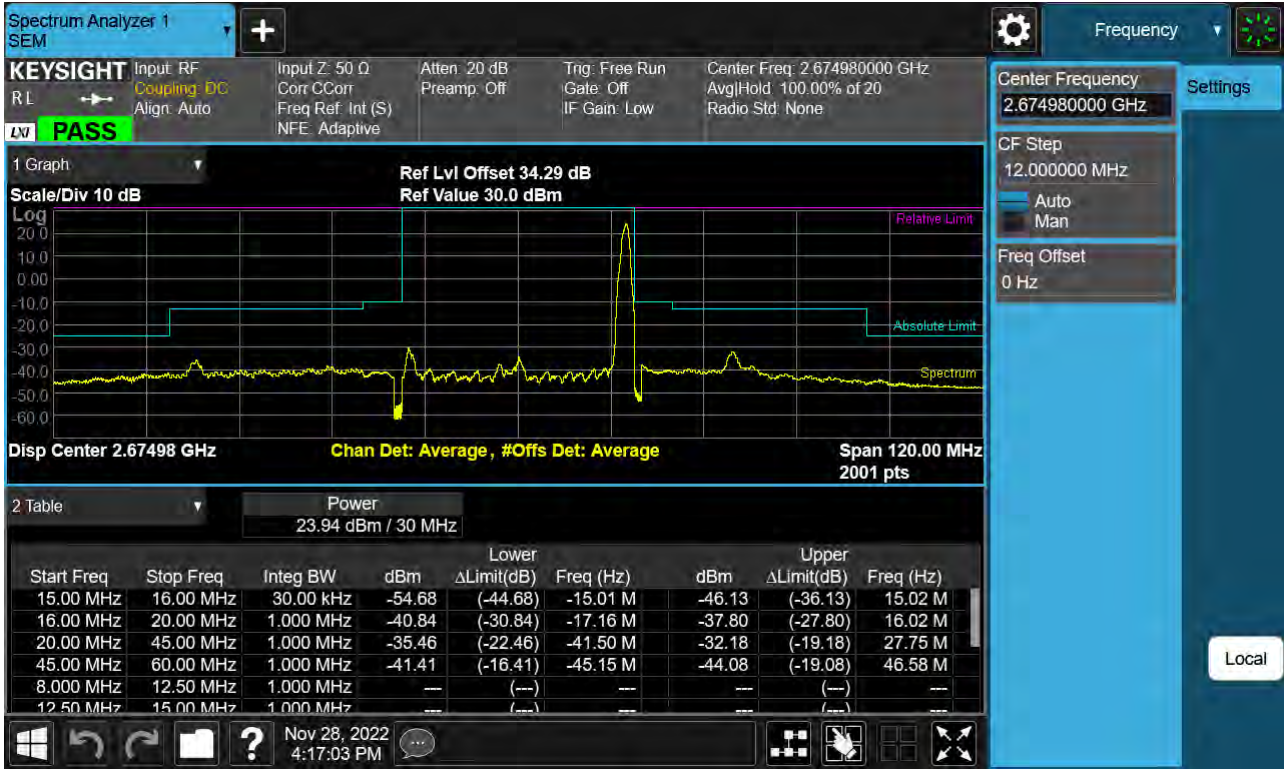 Spectrum Analyzer 1
SEM
Frequency
KEYSIGHT
Input: RF
Coupling: DC
Align: Auto
Input Z: 50 Ω
Corr CCorr
Freq Ref: Int (S)
NFE: Adaptive
Atten: 20 dB
Preamp: Off
Trig: Free Run
Gate: Off
IF Gain: Low
Center Freq: 2.674980000 GHz
Avg|Hold: 100.00% of 20
Radio Std: None
R L
LXI PASS
Center Frequency
2.674980000 GHz
Settings
CF Step
12.000000 MHz
Auto
Man
Freq Offset
0 Hz
1 Graph
Ref Lvl Offset 34.29 dB
Scale/Div 10 dB
Ref Value 30.0 dBm
Log
20.0
10.0
0.00
-10.0
-20.0
-30.0
-40.0
-50.0
-60.0
Relative Limit
Absolute Limit
Spectrum
Disp Center 2.67498 GHz
Chan Det: Average, #Offs Det: Average
Span 120.00 MHz
2001 pts
2 Table
Power
23.94 dBm / 30 MHz
Lower Upper
Start Freq Stop Freq Integ BW dBm ΔLimit(dB) Freq (Hz) dBm ΔLimit(dB) Freq (Hz)
15.00 MHz 16.00 MHz 30.00 kHz -54.68 (-44.68) -15.01 M -46.13 (-36.13) 15.02 M
16.00 MHz 20.00 MHz 1.000 MHz -40.84 (-30.84) -17.16 M -37.80 (-27.80) 16.02 M
20.00 MHz 45.00 MHz 1.000 MHz -35.46 (-22.46) -41.50 M -32.18 (-19.18) 27.75 M
45.00 MHz 60.00 MHz 1.000 MHz -41.41 (-16.41) -45.15 M -44.08 (-19.08) 46.58 M
8.000 MHz 12.50 MHz 1.000 MHz --- (---) --- --- (---) ---
12.50 MHz 15.00 MHz 1.000 MHz --- (---) --- --- (---) ---
Local
?
Nov 28, 2022
4:17:03 PM